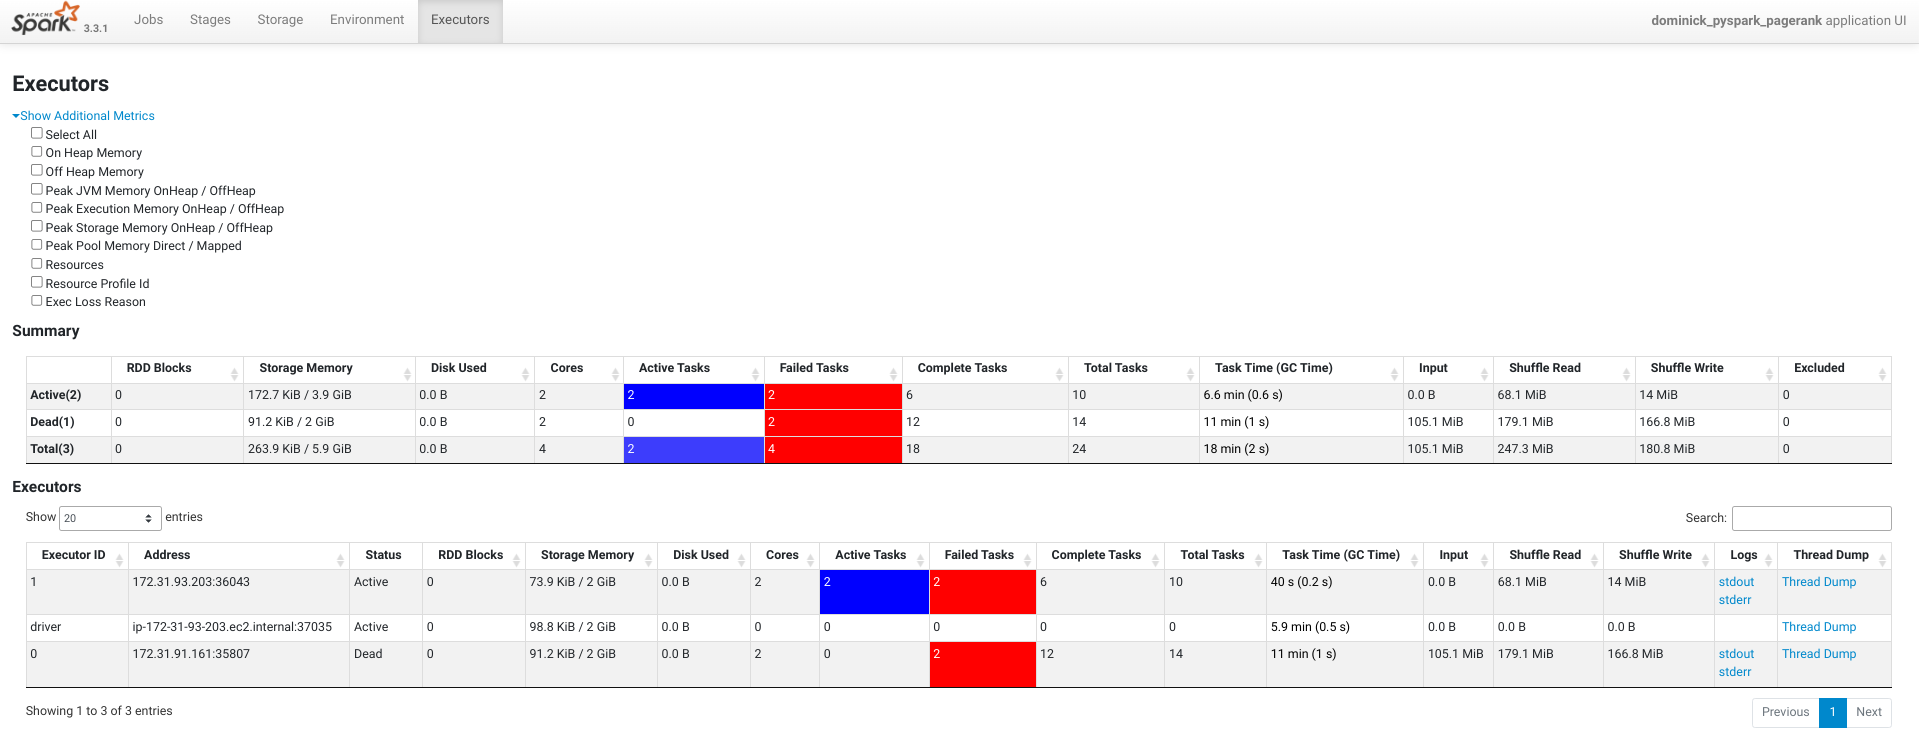 APACHE
Spark 3.3.1 Jobs Stages Storage Environment Executors dominick_pyspark_pagerank application UI
Executors
Show Additional Metrics
Select All
On Heap Memory
Off Heap Memory
Peak JVM Memory OnHeap / OffHeap
Peak Execution Memory OnHeap / OffHeap
Peak Storage Memory OnHeap / OffHeap
Peak Pool Memory Direct / Mapped
Resources
Resource Profile Id
Exec Loss Reason
Summary
RDD Blocks Storage Memory Disk Used Cores Active Tasks Failed Tasks Complete Tasks Total Tasks Task Time (GC Time) Input Shuffle Read Shuffle Write Excluded
Active(2) 0 172.7 KiB / 3.9 GiB 0.0 B 2 2 2 6 10 6.6 min (0.6 s) 0.0 B 68.1 MiB 14 MiB 0
Dead(1) 0 91.2 KiB / 2 GiB 0.0 B 2 0 2 12 14 11 min (1 s) 105.1 MiB 179.1 MiB 166.8 MiB 0
Total(3) 0 263.9 KiB / 5.9 GiB 0.0 B 4 2 4 18 24 18 min (2 s) 105.1 MiB 247.3 MiB 180.8 MiB 0
Executors
Show 20 entries Search:
Executor ID Address Status RDD Blocks Storage Memory Disk Used Cores Active Tasks Failed Tasks Complete Tasks Total Tasks Task Time (GC Time) Input Shuffle Read Shuffle Write Logs Thread Dump
1 172.31.93.203:36043 Active 0 73.9 KiB / 2 GiB 0.0 B 2 2 2 6 10 40 s (0.2 s) 0.0 B 68.1 MiB 14 MiB stdout Thread Dump
stderr
driver ip-172-31-93-203.ec2.internal:37035 Active 0 98.8 KiB / 2 GiB 0.0 B 0 0 0 0 0 5.9 min (0.5 s) 0.0 B 0.0 B 0.0 B Thread Dump
0 172.31.91.161:35807 Dead 0 91.2 KiB / 2 GiB 0.0 B 2 0 2 12 14 11 min (1 s) 105.1 MiB 179.1 MiB 166.8 MiB stdout Thread Dump
stderr
Showing 1 to 3 of 3 entries Previous 1 Next